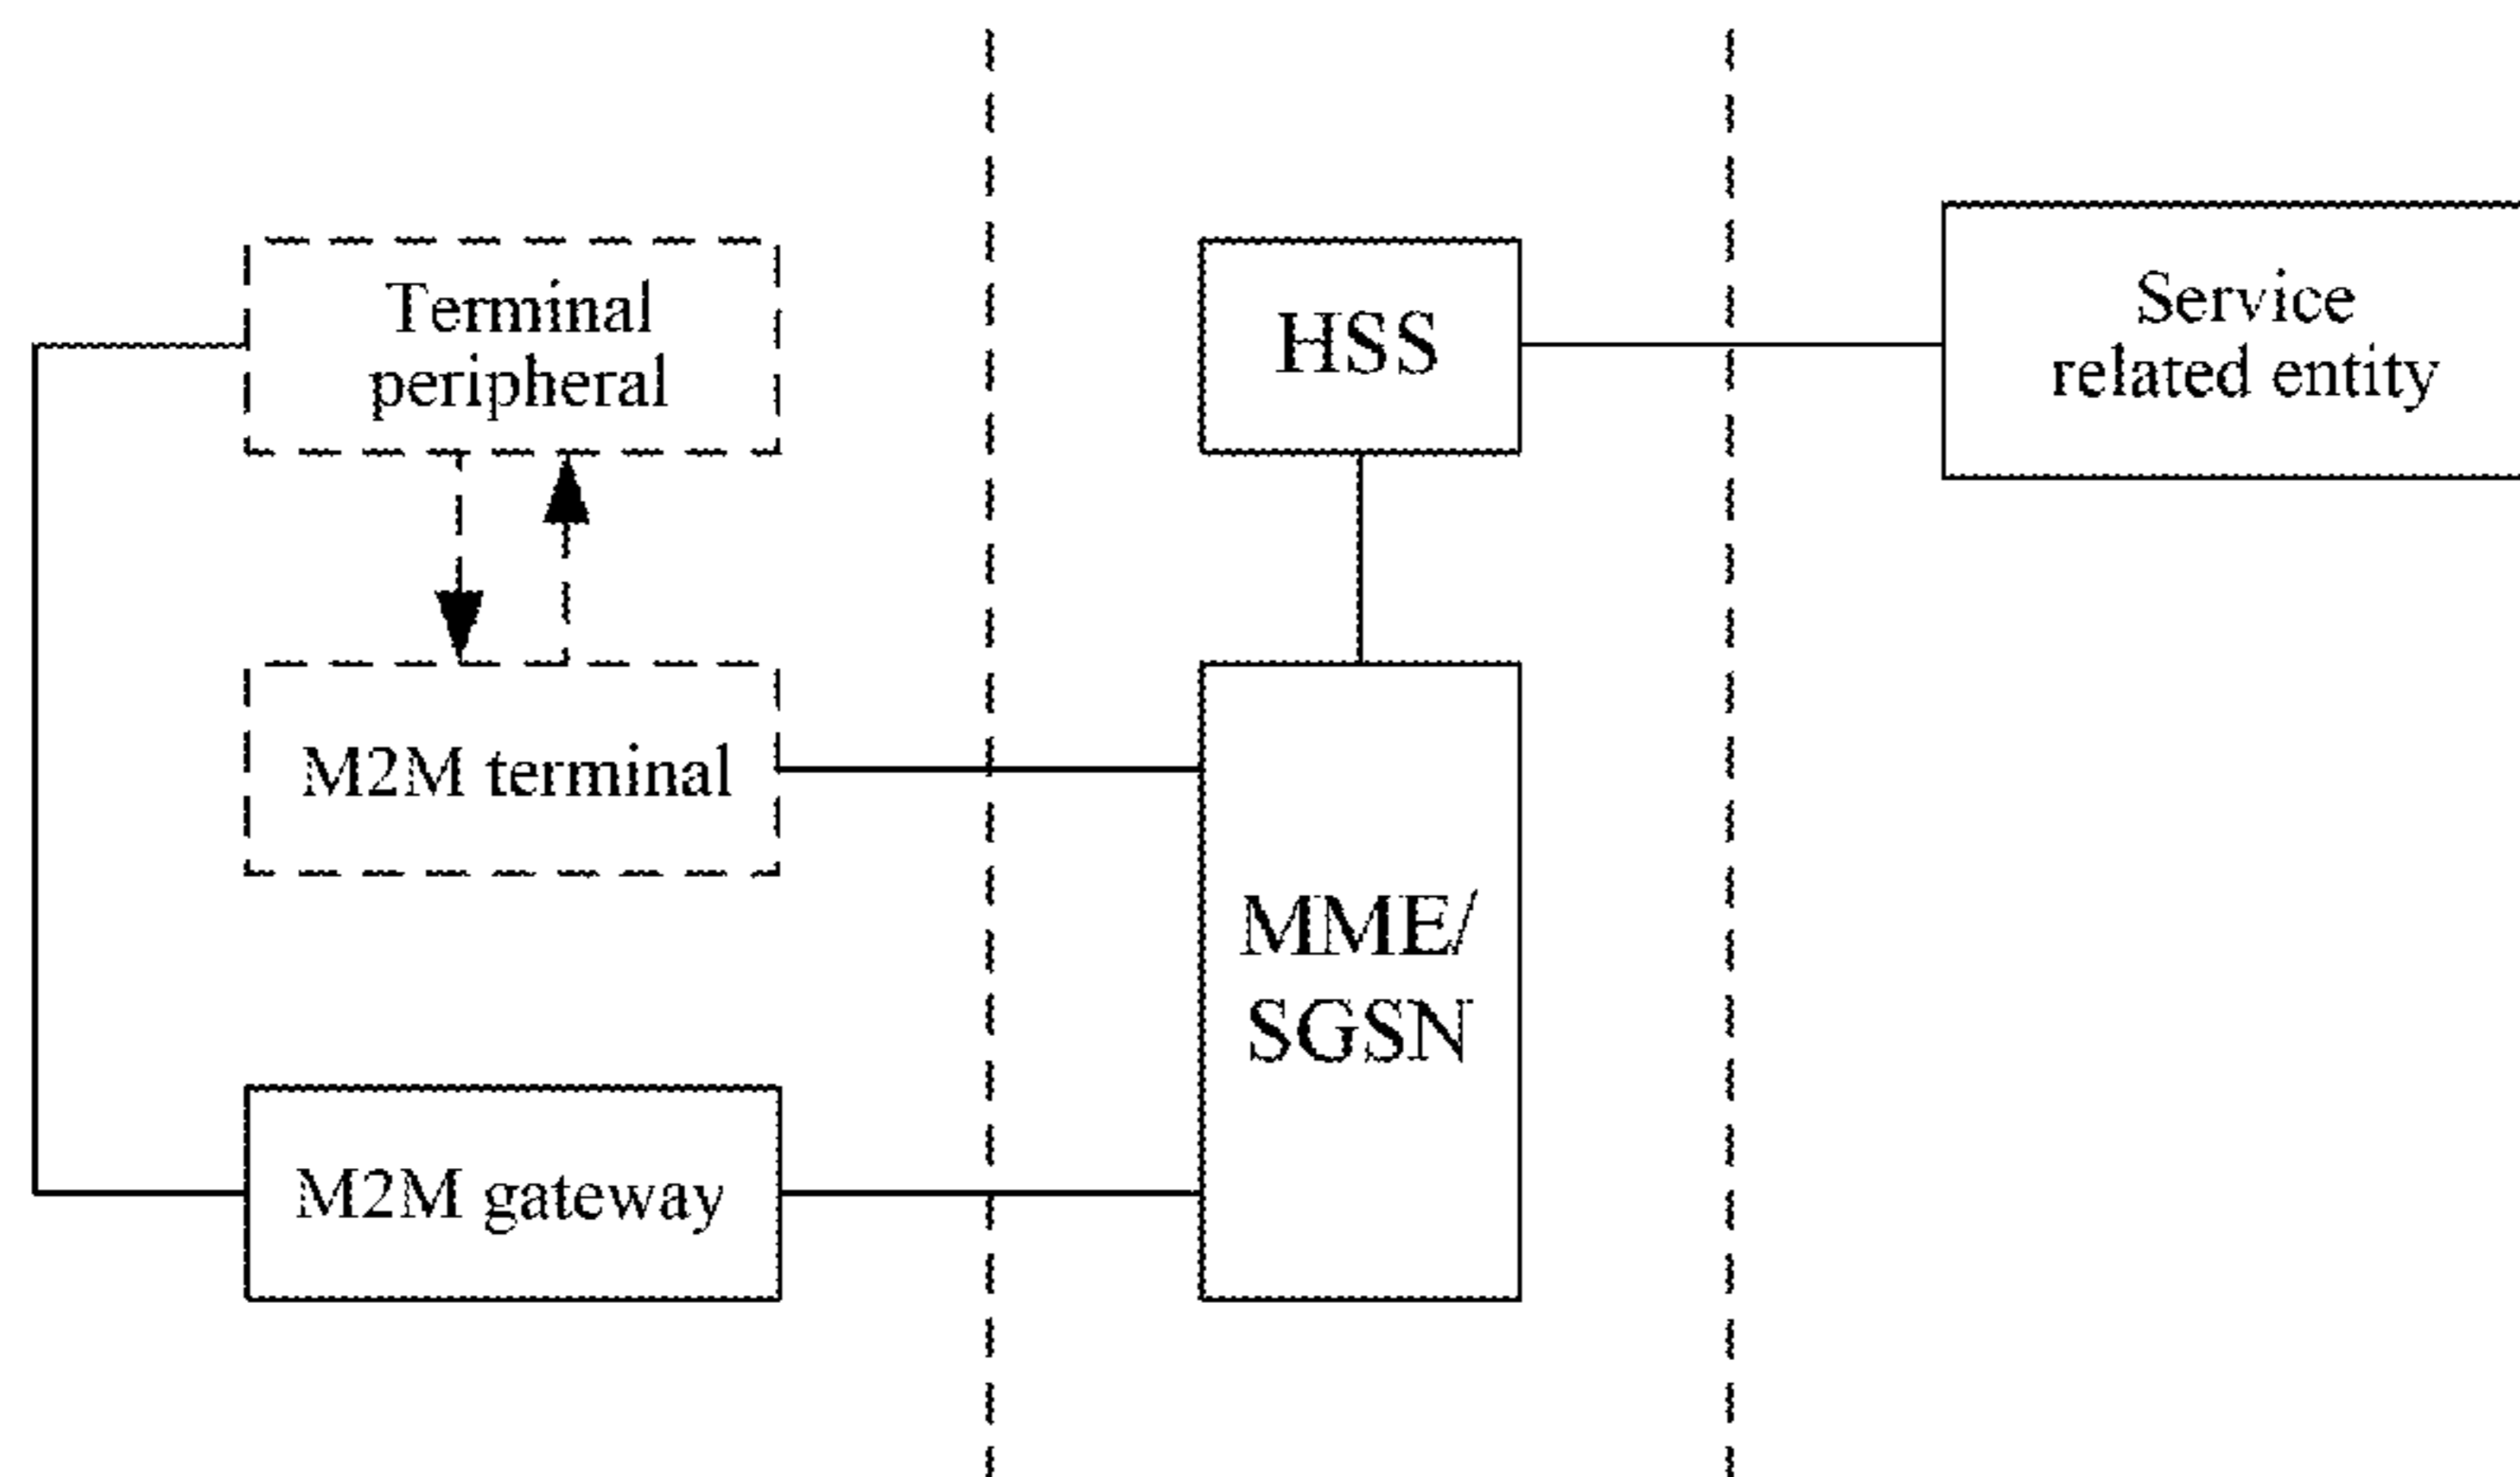 Terminal
peripheral
HSS
Service
related entity
M2M terminal
MME/
SGSN
M2M gateway